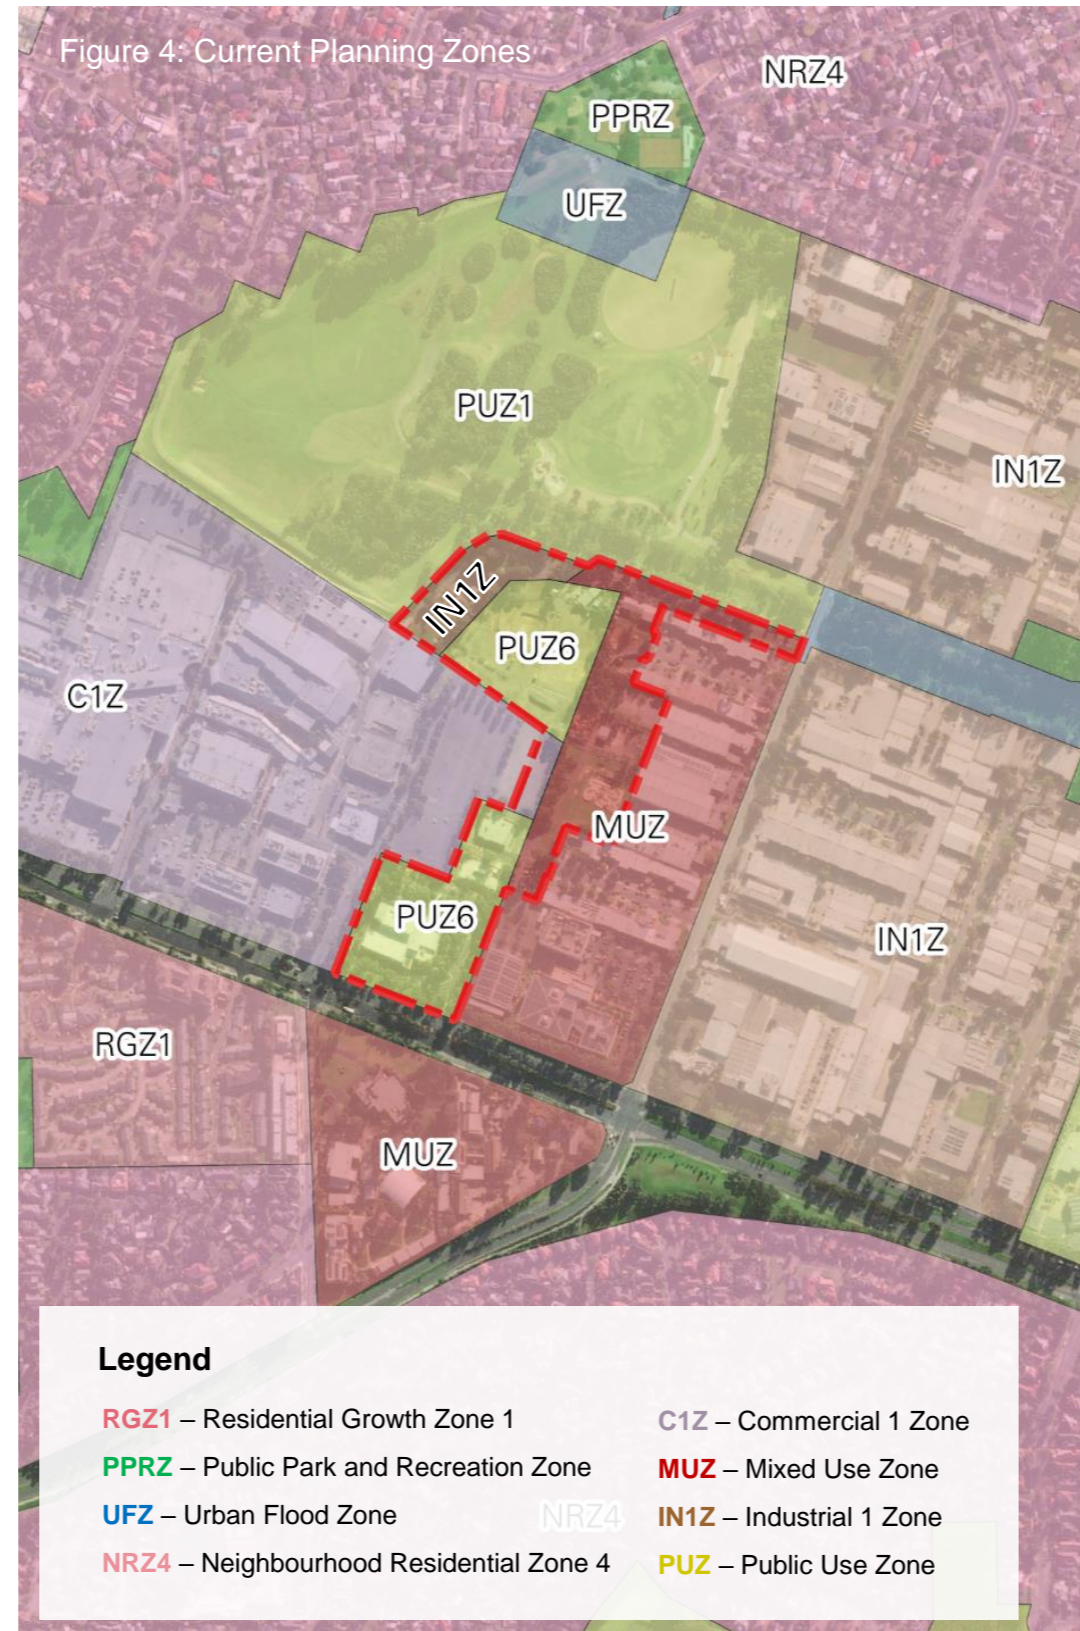 Figure 4: Current Planning Zones
NRZ4
PPRZ
UFZ
PUZ1
IN1Z
IN1Z
PUZ6
C1Z
MUZ
PUZ6
IN1Z
RGZ1
MUZ
Legend
RGZ1 – Residential Growth Zone 1
PPRZ – Public Park and Recreation Zone
UFZ – Urban Flood Zone
NRZ4
NRZ4 – Neighbourhood Residential Zone 4
C1Z – Commercial 1 Zone
MUZ – Mixed Use Zone
IN1Z – Industrial 1 Zone
PUZ – Public Use Zone